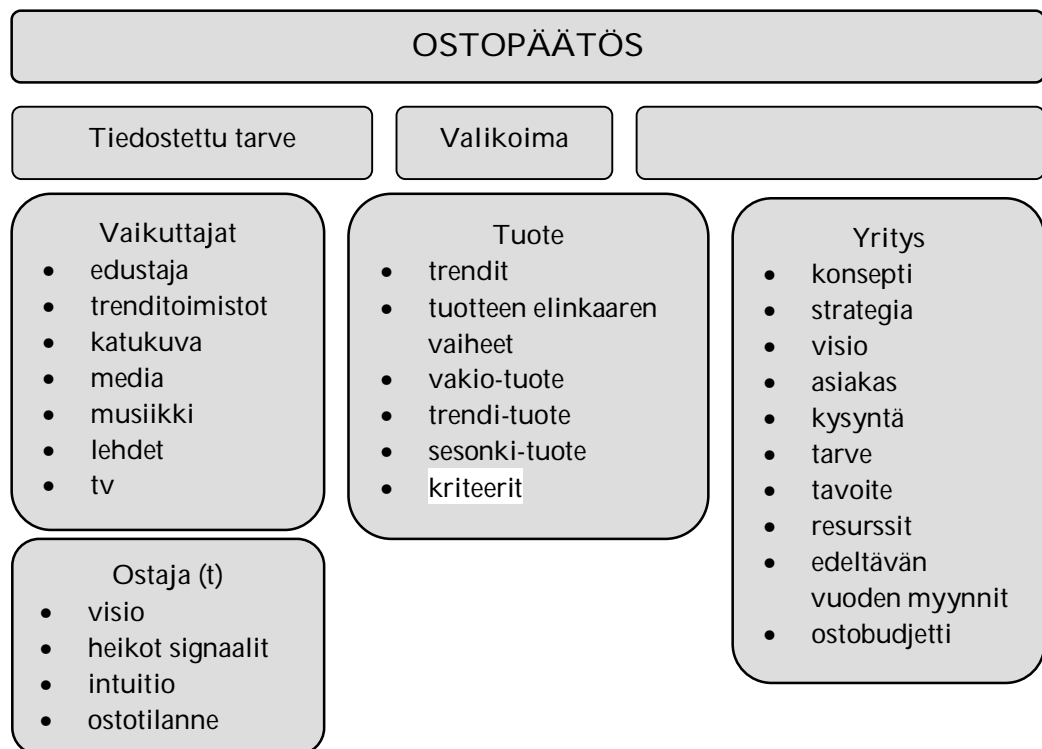 OSTOPÄÄTÖS
Tiedostettu tarve
Valikoima
Vaikuttajat
• edustaja
• trenditoimistot
• katukuva
• media
• musiikki
• lehdet
• tv
Ostaja (t)
• visio
• heikot signaalit
• intuitio
• ostotilanne
Tuote
• trendit
• tuotteen elinkaaren
vaiheet
• vakio-tuote
• trendi-tuote
• sesonki-tuote
• kriteerit
Yritys
• konsepti
• strategia
• visio
• asiakas
• kysyntä
• tarve
• tavoite
• resurssit
• edeltävän
vuoden myynnit
• ostobudjetti